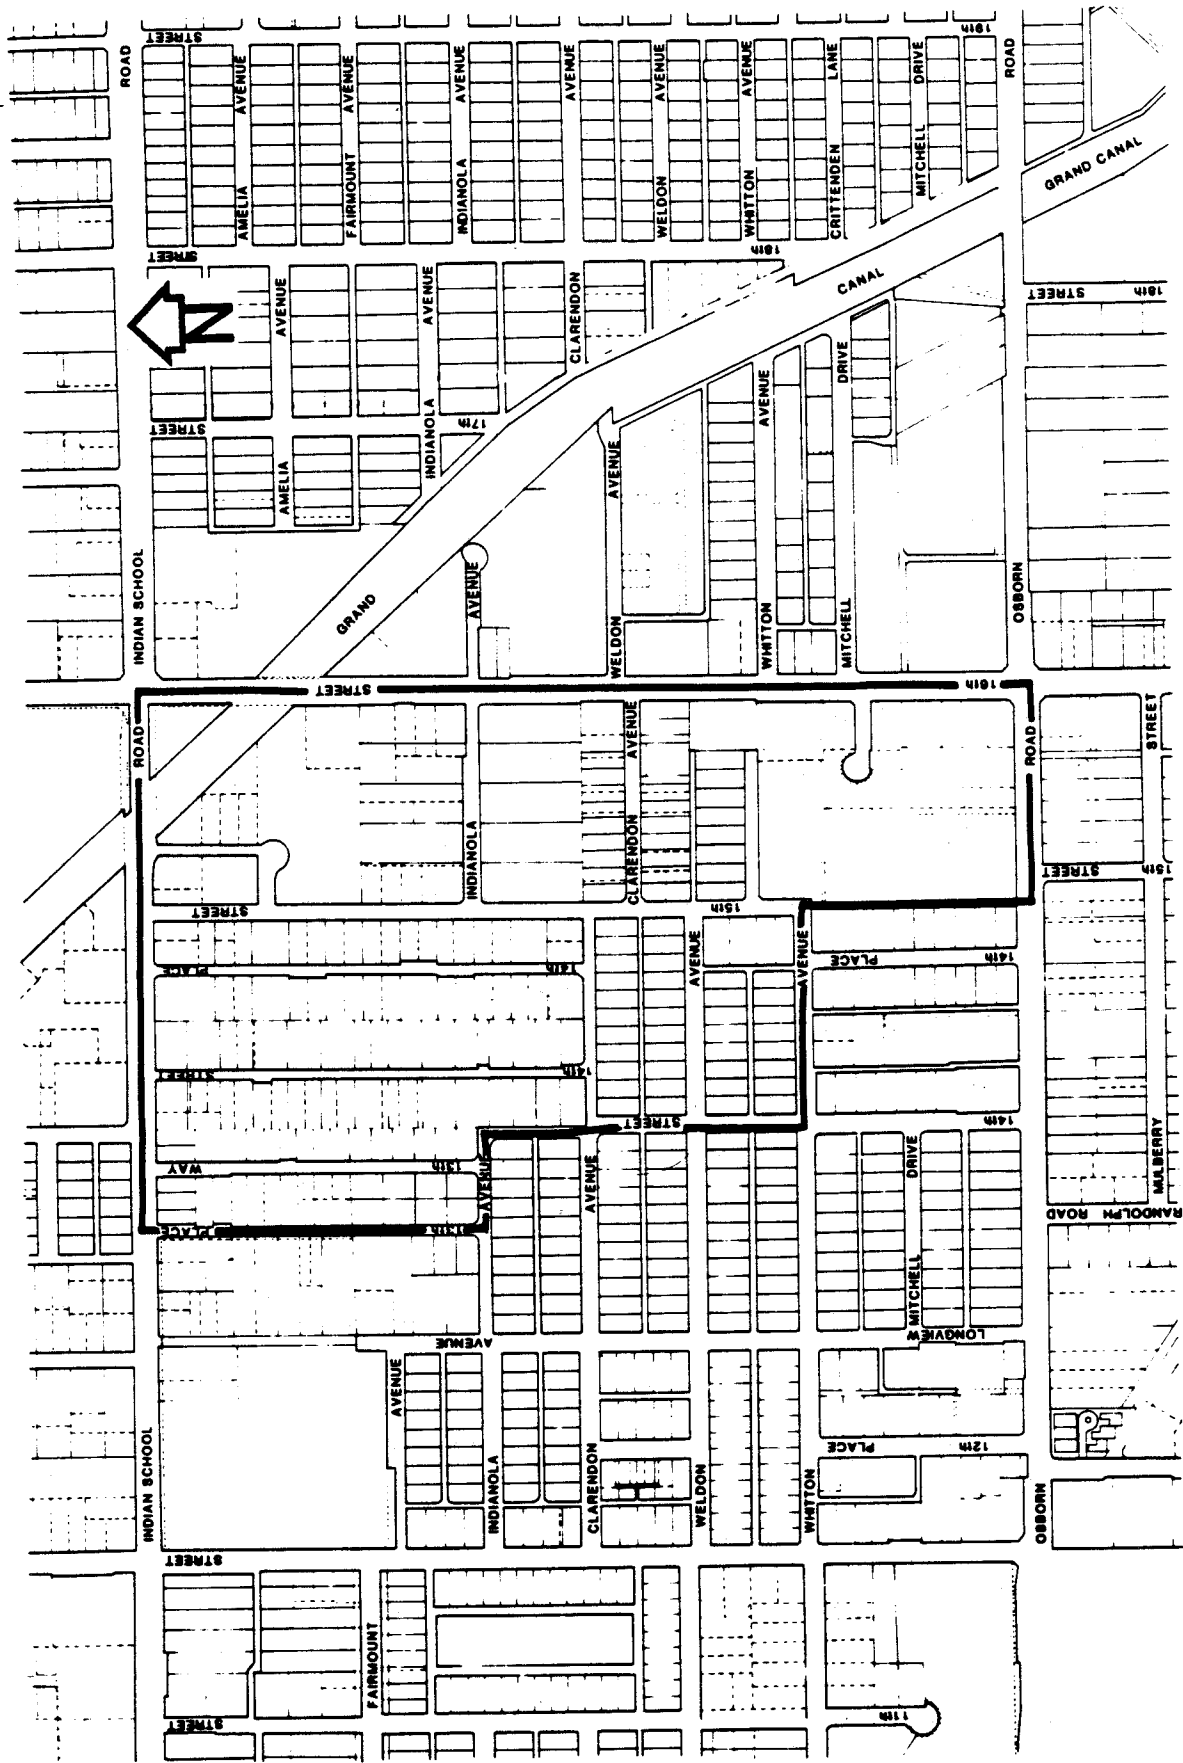 STREET
19th
ROAD
AVENUE
AVENUE
AVENUE
AVENUE
AVENUE
AVENUE
LANE
DRIVE
ROAD
AMELIA
FAIRMOUNT
INDIANOLA
WELDON
WHITTON
CRITTENDEN
MITCHELL
GRAND CANAL
STREET
18th
N
AVENUE
AVENUE
CLARENDON
CANAL
STREET
18th
STREET
17th
INDIANOLA
AVENUE
DRIVE
AMELIA
AVENUE
INDIAN SCHOOL
GRAND
AVENUE
WELDON
WHITTON
MITCHELL
OSBORN
STREET
16th
ROAD
AVENUE
ROAD
STREET
INDIANOLA
CLARENDON
STREET
15th
STREET
15th
AVENUE
AVENUE
PLACE
14th
PLACE
14th
STREET
14th
STREET
14th
WAY
13th
AVENUE
AVENUE
DRIVE
MULBERRY
PLACE
13th
RANDOLPH ROAD
MITCHELL
AVENUE
LONGVIEW
AVENUE
PLACE
12th
INDIAN SCHOOL
INDIANOLA
CLARENDON
WELDON
WHITTON
OSBORN
STREET
FAIRMOUNT
STREET
11th